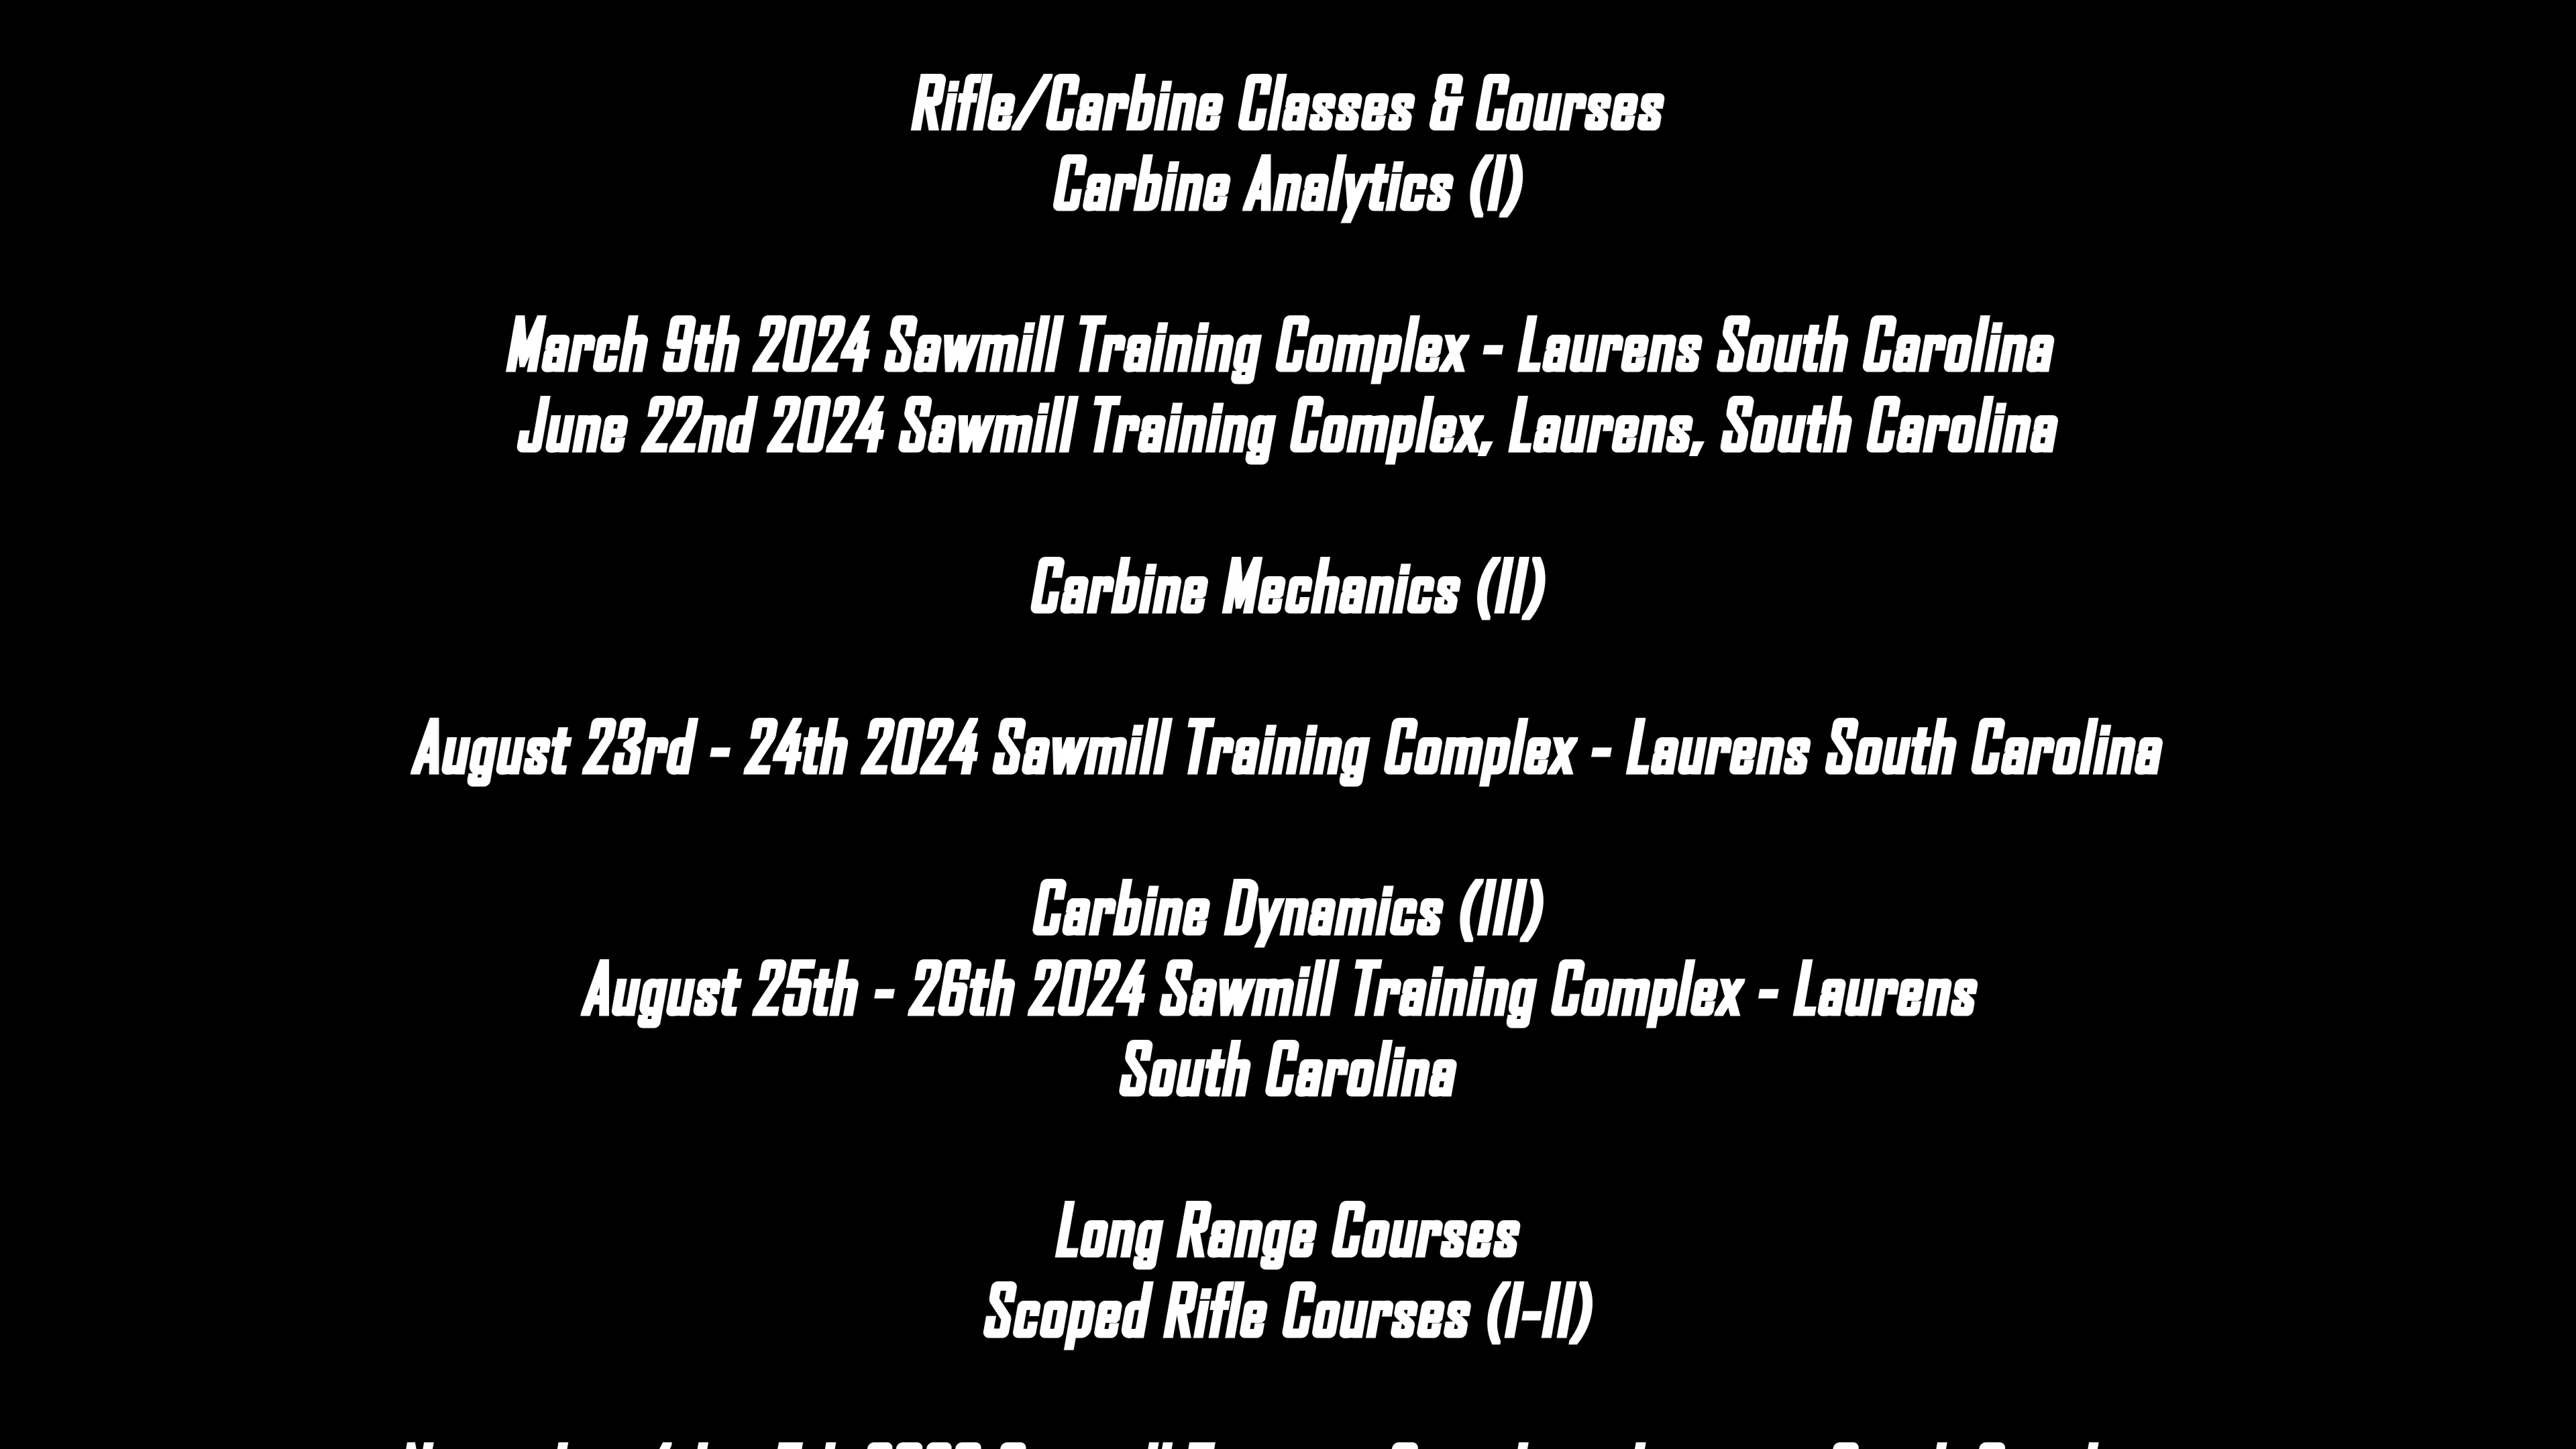 Rifle/Carbine Classes & Courses
Carbine Analytics (I)
March 9th 2024 Sawmill Training Complex - Laurens South Carolina
June 22nd 2024 Sawmill Training Complex, Laurens, South Carolina
Carbine Mechanics (II)
August 23rd - 24th 2024 Sawmill Training Complex - Laurens South Carolina
Carbine Dynamics (III)
August 25th - 26th 2024 Sawmill Training Complex - Laurens
South Carolina
Long Range Courses
Scoped Rifle Courses (I-II)